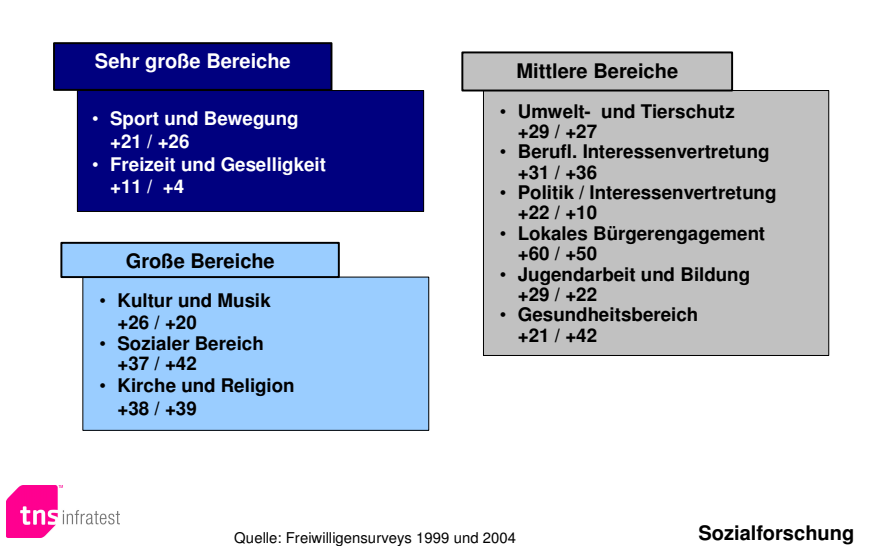 Sehr große Bereiche
• Sport und Bewegung
+21 / +26
• Freizeit und Geselligkeit
+11 / +4
Große Bereiche
• Kultur und Musik
+26 / +20
• Sozialer Bereich
+37 / +42
• Kirche und Religion
+38 / +39
Mittlere Bereiche
• Umwelt- und Tierschutz
+29 / +27
• Berufl. Interessenvertretung
+31 / +36
• Politik / Interessenvertretung
+22 / +10
• Lokales Bürgerengagement
+60 / +50
• Jugendarbeit und Bildung
+29 / +22
• Gesundheitsbereich
+21 / +42
tns infratest
Quelle: Freiwilligensurveys 1999 und 2004
Sozialforschung